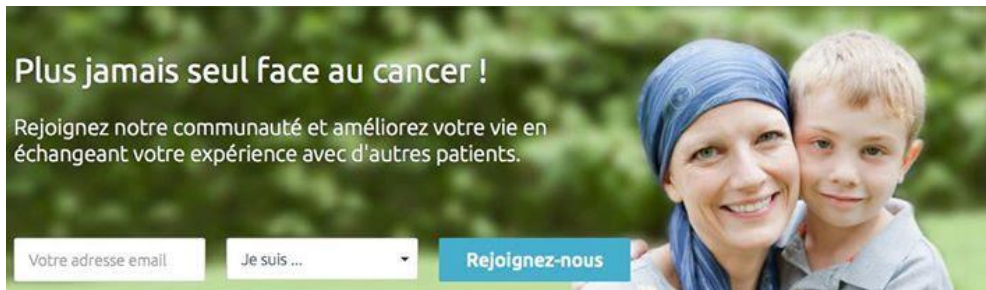 Plus jamais seul face au cancer !
Rejoignez notre communauté et améliorez votre vie en
échangeant votre expérience avec d'autres patients.
Votre adresse email
Je suis ...
Rejoignez-nous